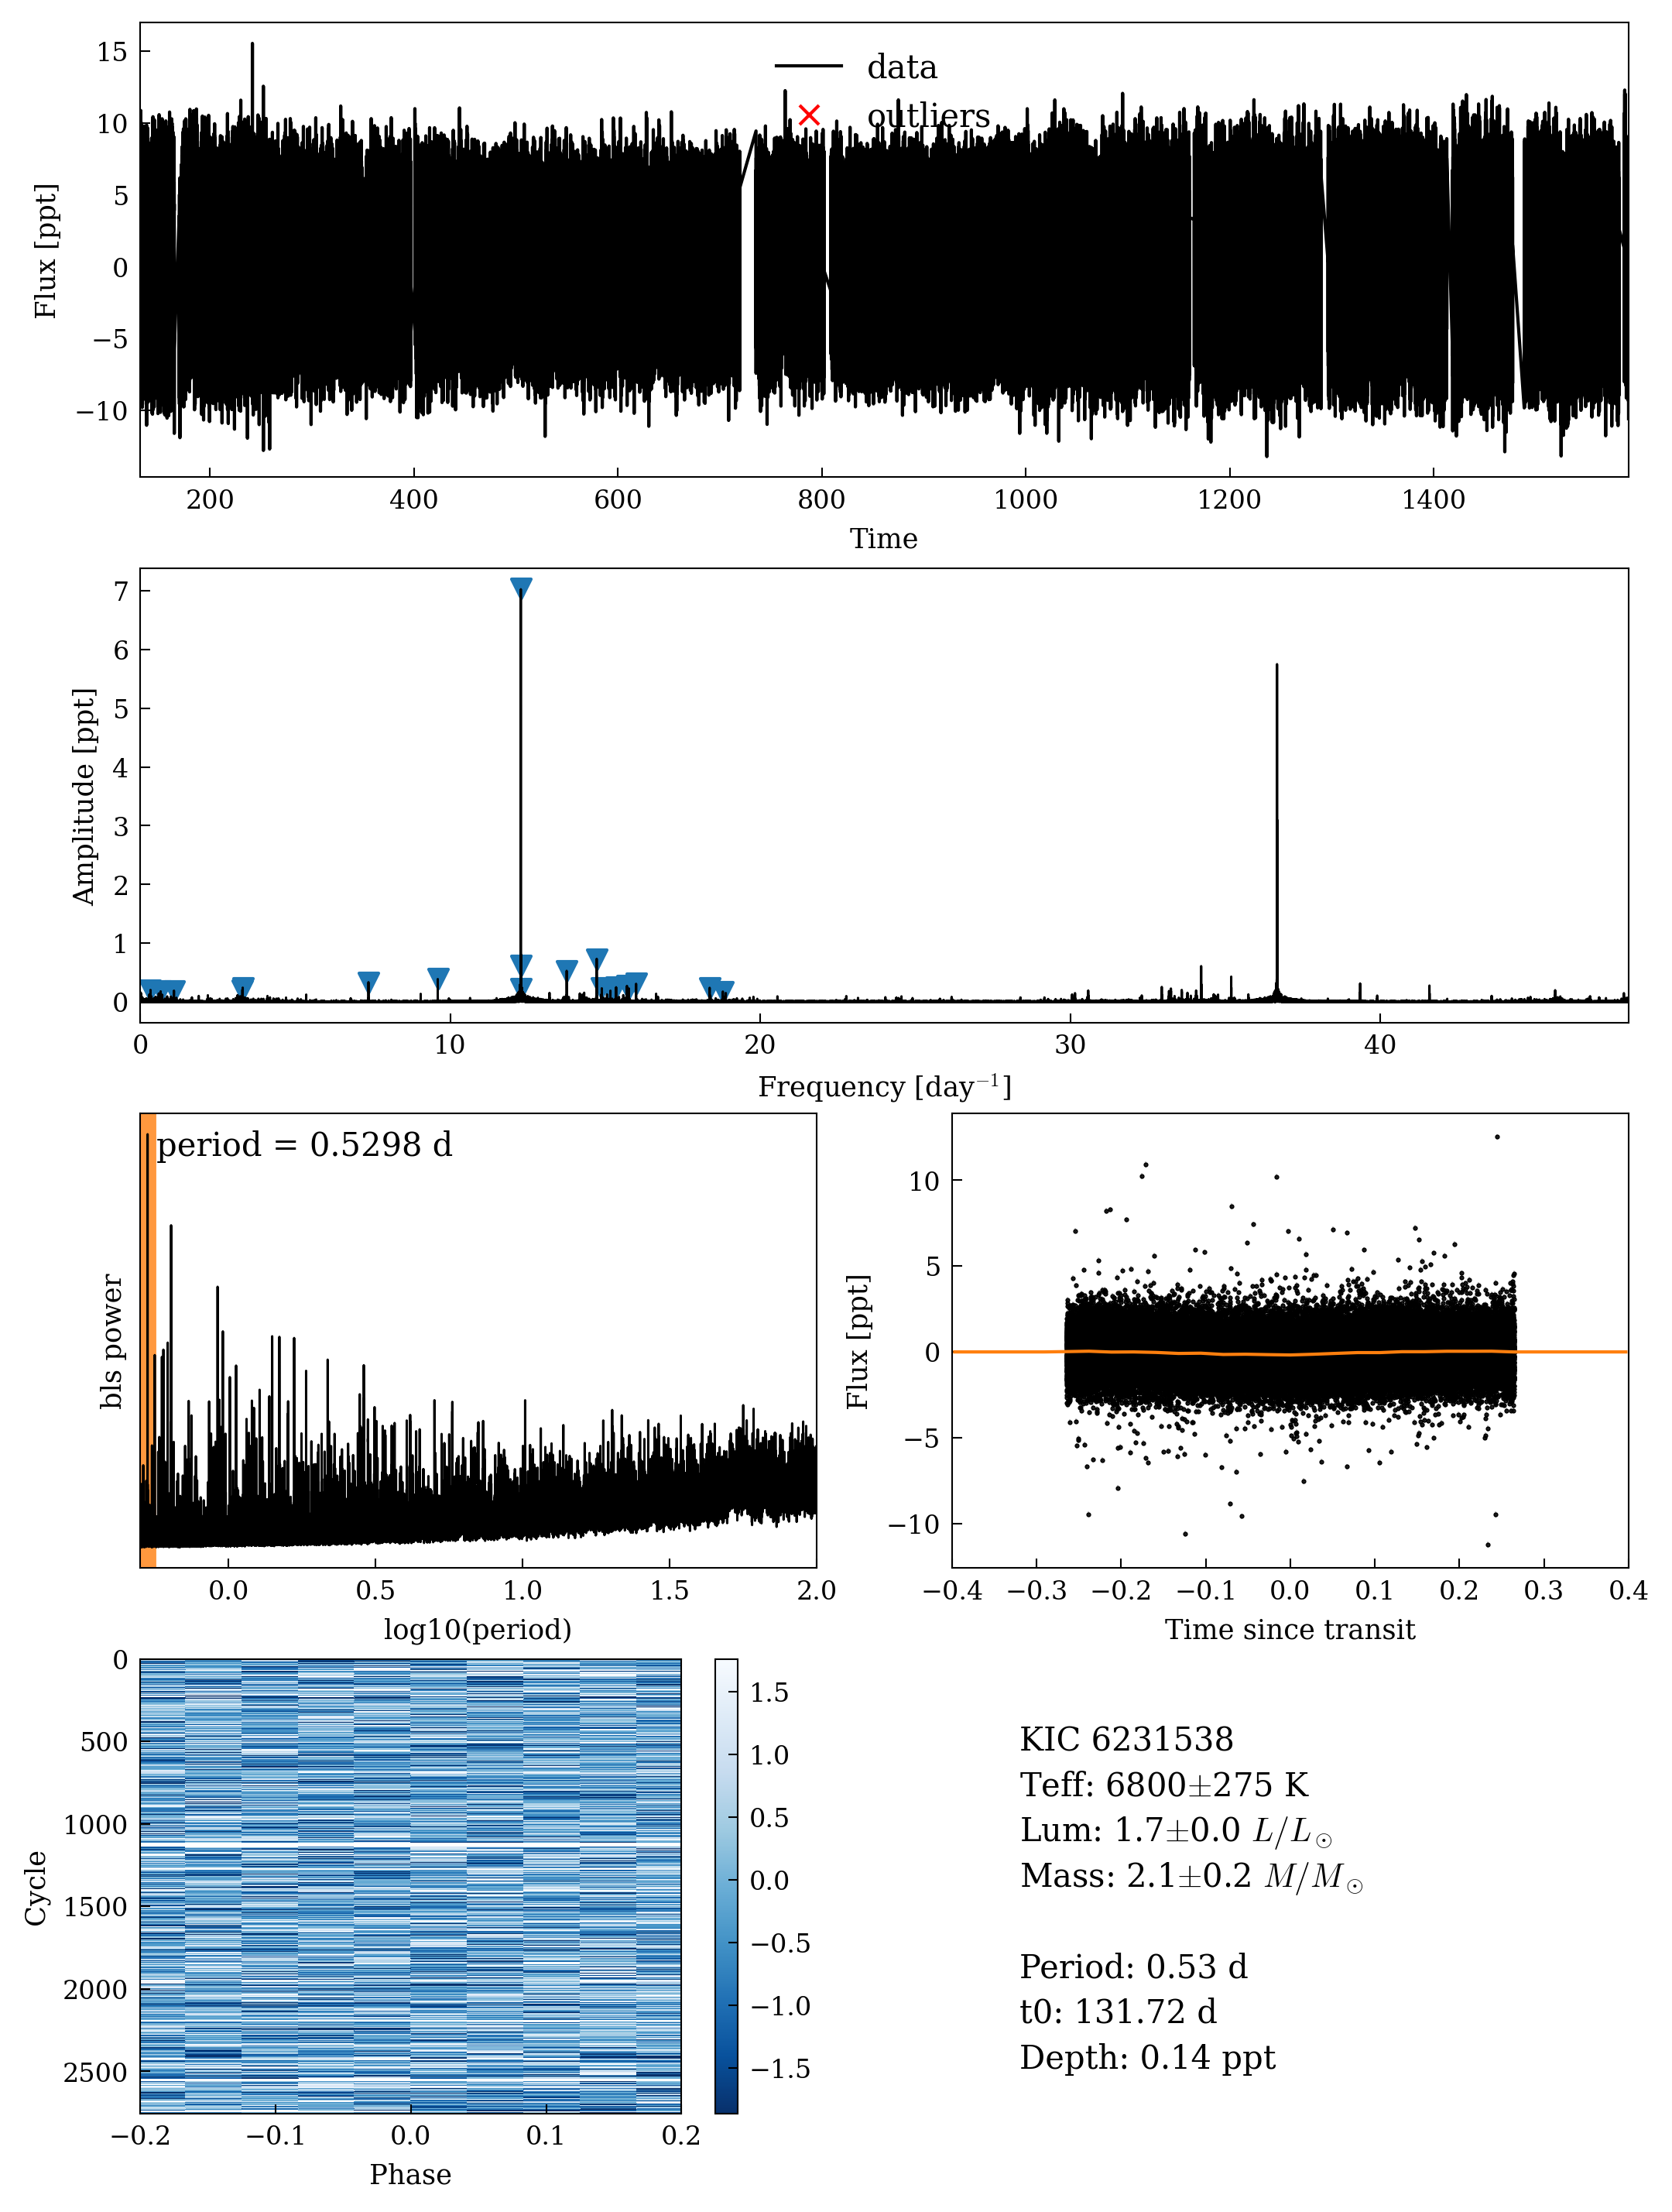 data
outliers
15
10
5
0
−5
−10
Flux [ppt]
200 400 600 800 1000 1200 1400
Time
7
6
5
4
3
2
1
0
Amplitude [ppt]
0 10 20 30 40
Frequency [day⁻¹]
period = 0.5298 d
bls power
0.0 0.5 1.0 1.5 2.0
log10(period)
10
5
0
−5
−10
Flux [ppt]
−0.4 −0.3 −0.2 −0.1 0.0 0.1 0.2 0.3 0.4
Time since transit
0
500
1000
1500
2000
2500
Cycle
−0.2 −0.1 0.0 0.1 0.2
Phase
1.5
1.0
0.5
0.0
−0.5
−1.0
−1.5
KIC 6231538
Teff: 6800±275 K
Lum: 1.7±0.0 L/L☉
Mass: 2.1±0.2 M/M☉
Period: 0.53 d
t0: 131.72 d
Depth: 0.14 ppt